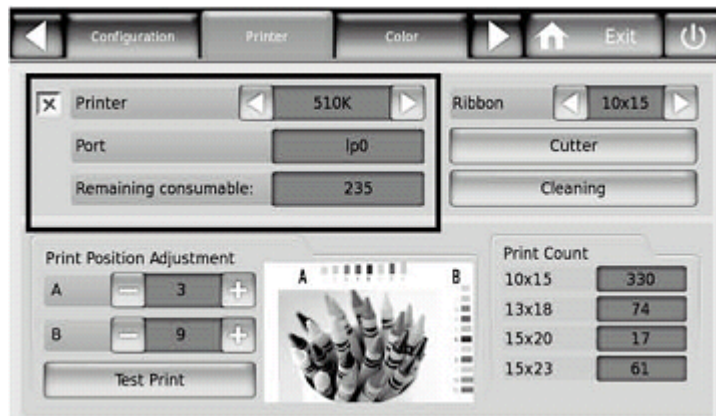 Configuration Printer Color Exit
Printer 510K Ribbon 10x15
Port lp0 Cutter
Remaining consumable: 235 Cleaning
Print Position Adjustment
A 3
B 9
Test Print
A B
Print Count
10x15 330
13x18 74
15x20 17
15x23 61